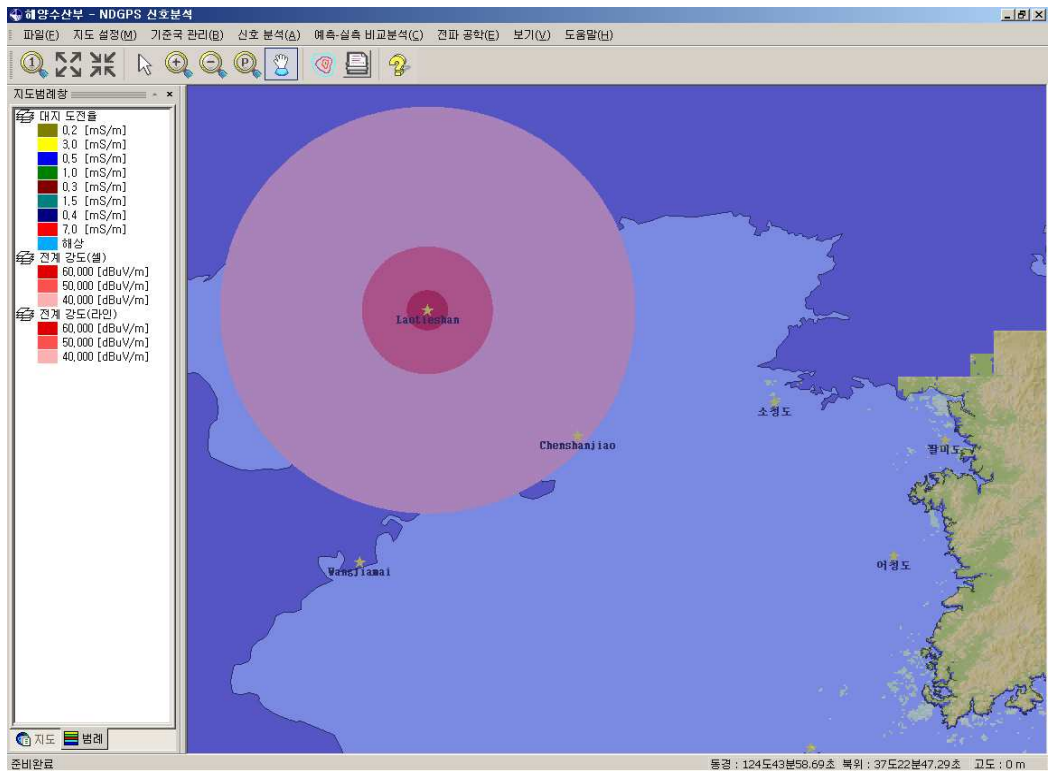 해양수산부 - NDGPS 신호분석
파일(F) 지도 설정(M) 기준국 관리(B) 신호 분석(A) 예측-실측 비교분석(C) 전파 공학(E) 보기(V) 도움말(H)
지도범례창
대지 도전율
0.2 [mS/m]
3.0 [mS/m]
0.5 [mS/m]
1.0 [mS/m]
0.3 [mS/m]
1.5 [mS/m]
0.4 [mS/m]
7.0 [mS/m]
해상
전계 강도(셀)
60,000 [dBuV/m]
50,000 [dBuV/m]
40,000 [dBuV/m]
전계 강도(라인)
60,000 [dBuV/m]
50,000 [dBuV/m]
40,000 [dBuV/m]
Laotieshan
소청도
Chenshanjiao
팔미도
어청도
Wangjiamai
지도 범례
준비완료
동경 : 124도43분58.69초 북위 : 37도22분47.29초 고도 : 0 m